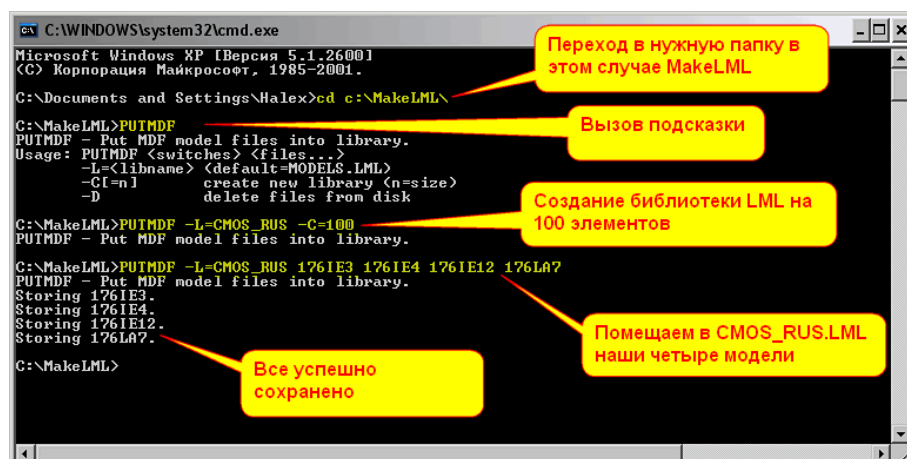 C:\WINDOWS\system32\cmd.exe
Microsoft Windows XP [Версия 5.1.2600]
(С) Корпорация Майкрософт, 1985-2001.
C:\Documents and Settings\Halex>cd c:\MakeLML\
Переход в нужную папку в
этом случае MakeLML
C:\MakeLML>PUTMDF
PUTMDF - Put MDF model files into library.
Usage: PUTMDF <switches> <files...>
-L=<libname> (default=MODELS.LML)
-C[=n] create new library (n=size)
-D delete files from disk
Вызов подсказки
C:\MakeLML>PUTMDF -L=CMOS_RUS -C=100
PUTMDF - Put MDF model files into library.
Создание библиотеки LML на
100 элементов
C:\MakeLML>PUTMDF -L=CMOS_RUS 176IE3 176IE4 176IE12 176LA7
PUTMDF - Put MDF model files into library.
Storing 176IE3.
Storing 176IE4.
Storing 176IE12.
Storing 176LA7.
Помещаем в CMOS_RUS.LML
наши четыре модели
C:\MakeLML>
Все успешно
сохранено